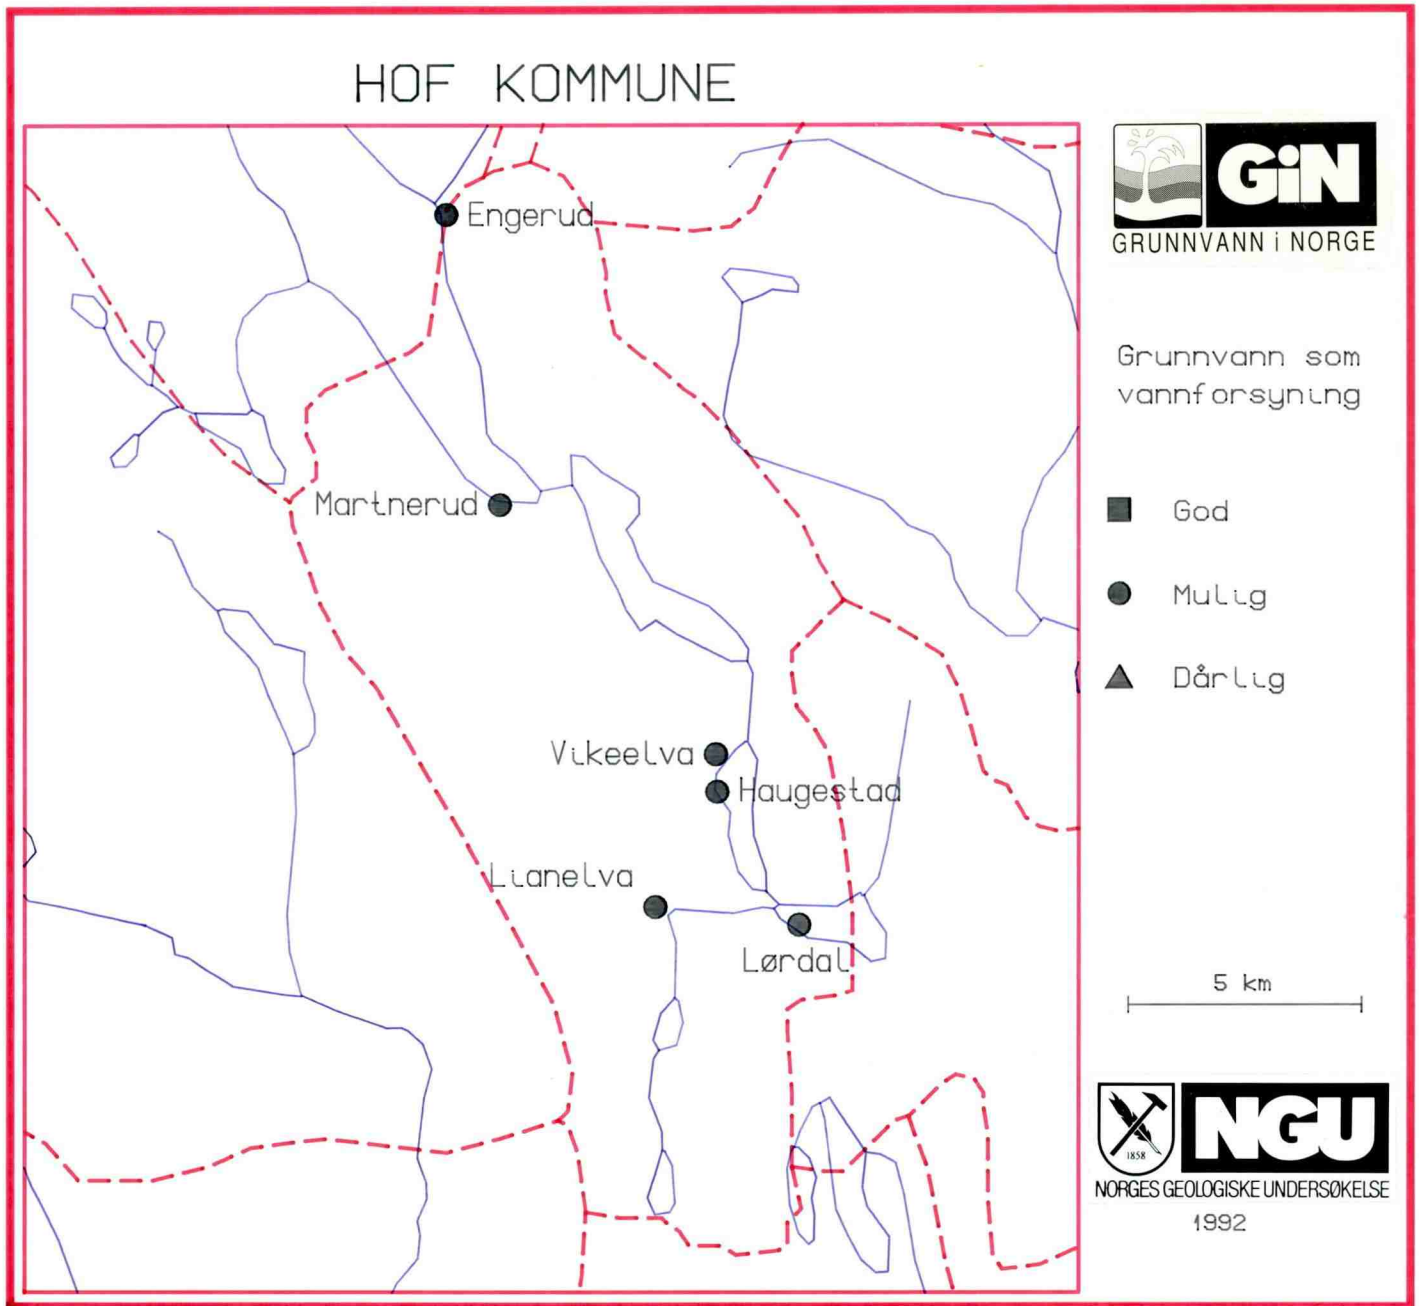 HOF KOMMUNE
GiN
GRUNNVANN i NORGE
Engerud
Grunnvann som
vannforsyning
Martnerud
God
Mulig
Dårlig
Vikeelva
Haugestad
Lianelva
Lørdal
5 km
1858
NGU
NORGES GEOLOGISKE UNDERSØKELSE
1992